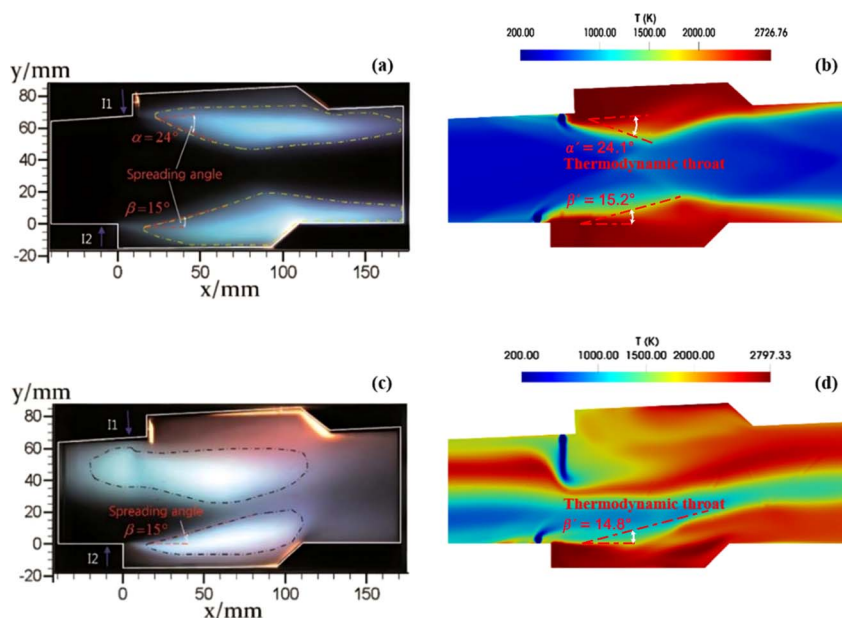 y/mm
(a)
80
60
40
20
0
-20
I1
α = 24°
Spreading angle
β = 15°
I2
0
50
100
150
x/mm
T (K)
200.00
1000.00
1500.00
2000.00
2726.76
(b)
α´ = 24.1°
Thermodynamic throat
β´ = 15.2°
y/mm
(c)
80
60
40
20
0
-20
I1
Spreading angle
β = 15°
I2
0
50
100
150
x/mm
T (K)
200.00
1000.00
1500.00
2000.00
2797.33
(d)
Thermodynamic throat
β´ = 14.8°